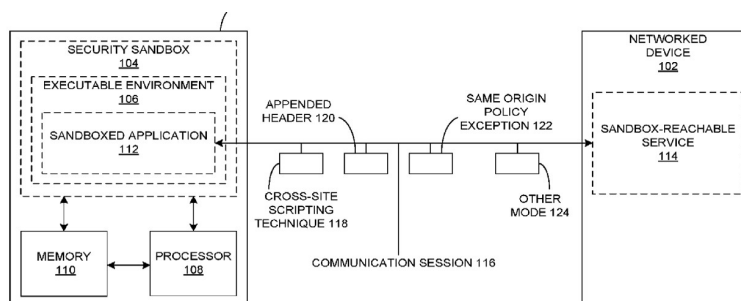 SECURITY SANDBOX
104
EXECUTABLE ENVIRONMENT
106
SANDBOXED APPLICATION
112
MEMORY
110
PROCESSOR
108
APPENDED
HEADER 120
SAME ORIGIN
POLICY
EXCEPTION 122
CROSS-SITE
SCRIPTING
TECHNIQUE 118
OTHER
MODE 124
COMMUNICATION SESSION 116
NETWORKED
DEVICE
102
SANDBOX-REACHABLE
SERVICE
114